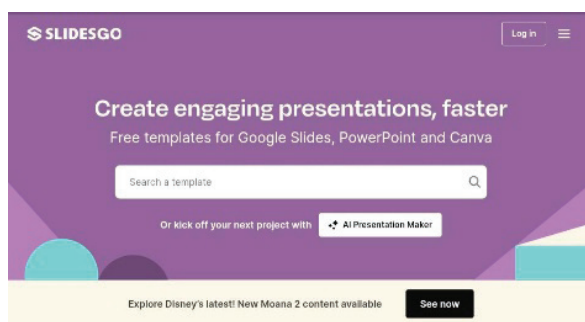 SLIDESGO
Log in
Create engaging presentations, faster
Free templates for Google Slides, PowerPoint and Canva
Search a template
Or kick off your next project with AI Presentation Maker
Explore Disney's latest! New Moana 2 content available See now